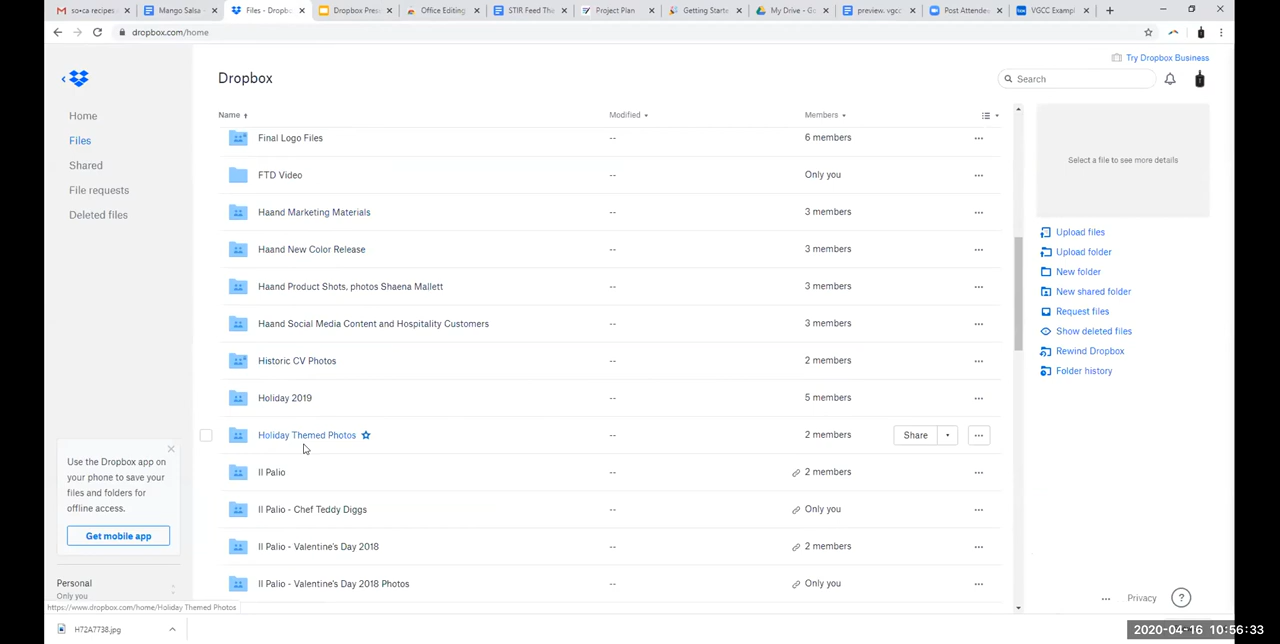 so•ca recipes
Mango Salsa
Files - Dropbo
Dropbox Pres
Office Editing
STIR Feed The
Project Plan
Getting Starte
My Drive - Go
preview. vgcc
Post Attendee
VGCC Exampl
dropbox.com/home
Try Dropbox Business
Dropbox
Search
Home
Files
Shared
File requests
Deleted files
Name
Modified
Members
Final Logo Files -- 6 members
FTD Video -- Only you
Haand Marketing Materials -- 3 members
Haand New Color Release -- 3 members
Haand Product Shots, photos Shaena Mallett -- 3 members
Haand Social Media Content and Hospitality Customers -- 3 members
Historic CV Photos -- 2 members
Holiday 2019 -- 5 members
Holiday Themed Photos -- 2 members Share
Il Palio -- 2 members
Il Palio - Chef Teddy Diggs -- Only you
Il Palio - Valentine's Day 2018 -- 2 members
Il Palio - Valentine's Day 2018 Photos -- Only you
Select a file to see more details
Upload files
Upload folder
New folder
New shared folder
Request files
Show deleted files
Rewind Dropbox
Folder history
Use the Dropbox app on
your phone to save your
files and folders for
offline access.
Get mobile app
Personal
Only you
https://www.dropbox.com/home/Holiday Themed Photos
Privacy
?
H72A7738.jpg
2020-04-16 10:56:33